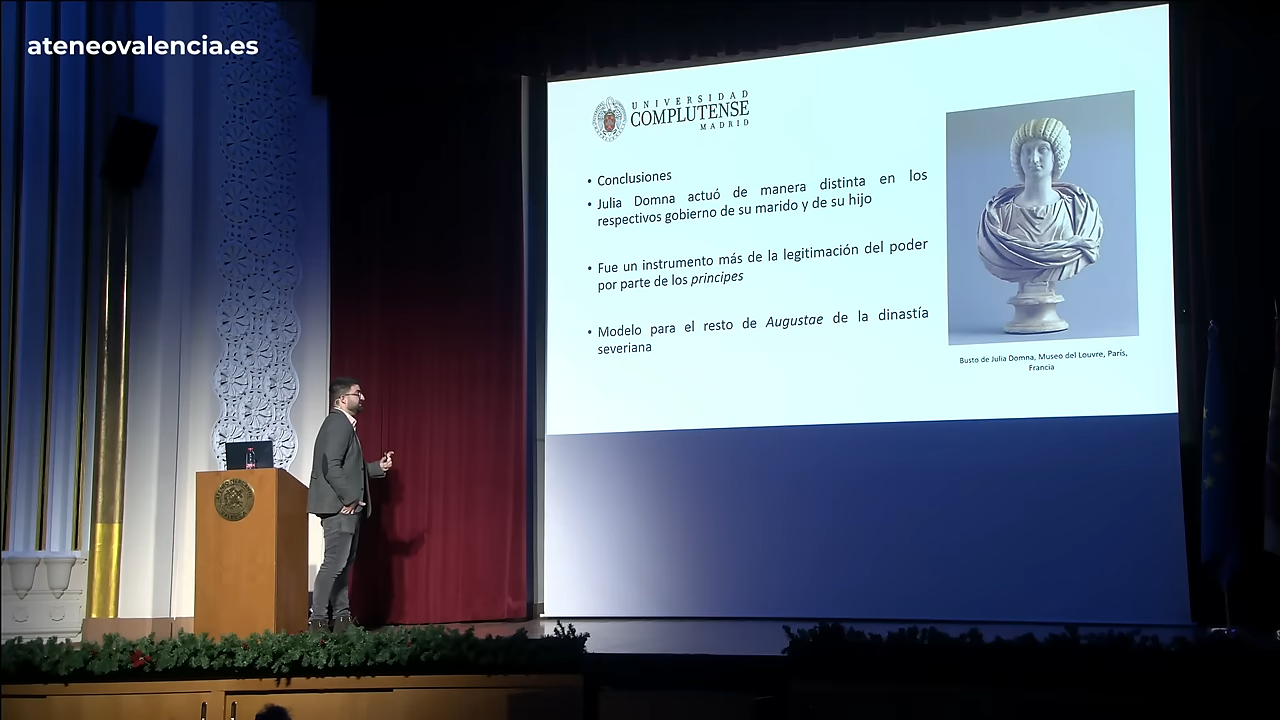 ateneovalencia.es
UNIVERSIDAD
COMPLUTENSE
MADRID
• Conclusiones
• Julia Domna actuó de manera distinta en los
respectivos gobierno de su marido y de su hijo
• Fue un instrumento más de la legitimación del poder
por parte de los principes
• Modelo para el resto de Augustae de la dinastía
severiana
Busto de Julia Domna, Museo del Louvre, París,
Francia